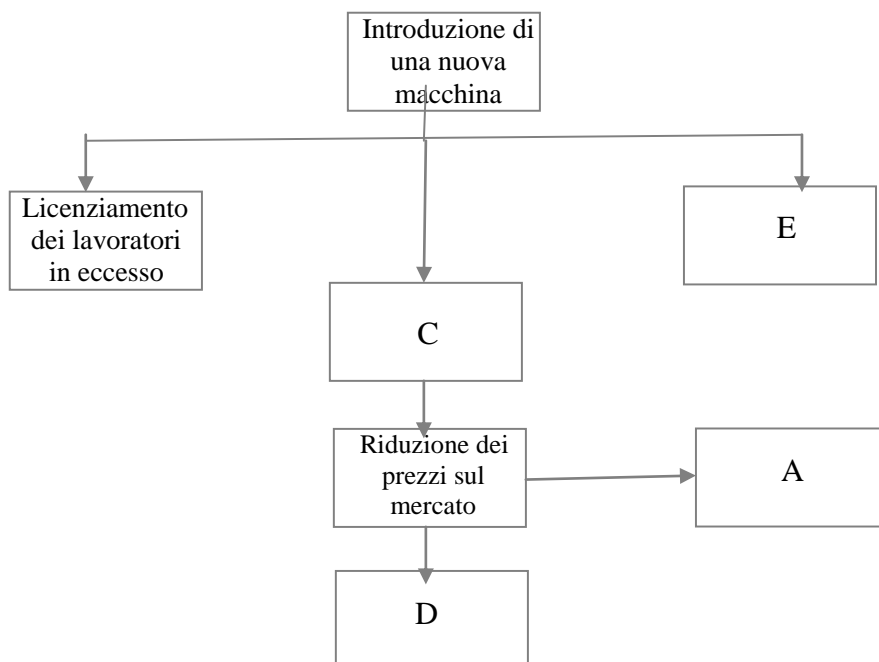 Introduzione di
una nuova
macchina
Licenziamento
dei lavoratori
in eccesso
E
C
Riduzione dei
prezzi sul
mercato
A
D